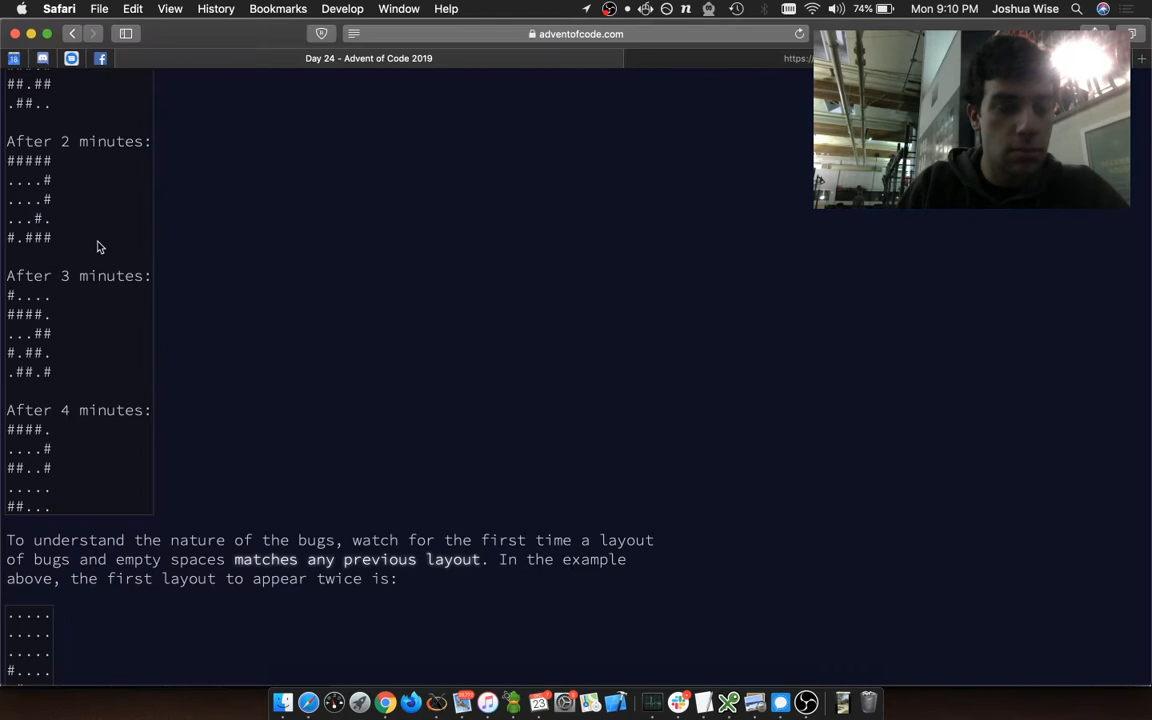 Safari File Edit View History Bookmarks Develop Window Help 74% Mon 9:10 PM Joshua Wise
adventofcode.com
Day 24 - Advent of Code 2019 https:/
##.##
.##..
After 2 minutes:
#####
....#
....#
...#.
#.###
After 3 minutes:
#....
####.
...##
#.##.
.##.#
After 4 minutes:
####.
....#
##..#
.....
##...
To understand the nature of the bugs, watch for the first time a layout
of bugs and empty spaces matches any previous layout. In the example
above, the first layout to appear twice is:
.....
.....
.....
#....